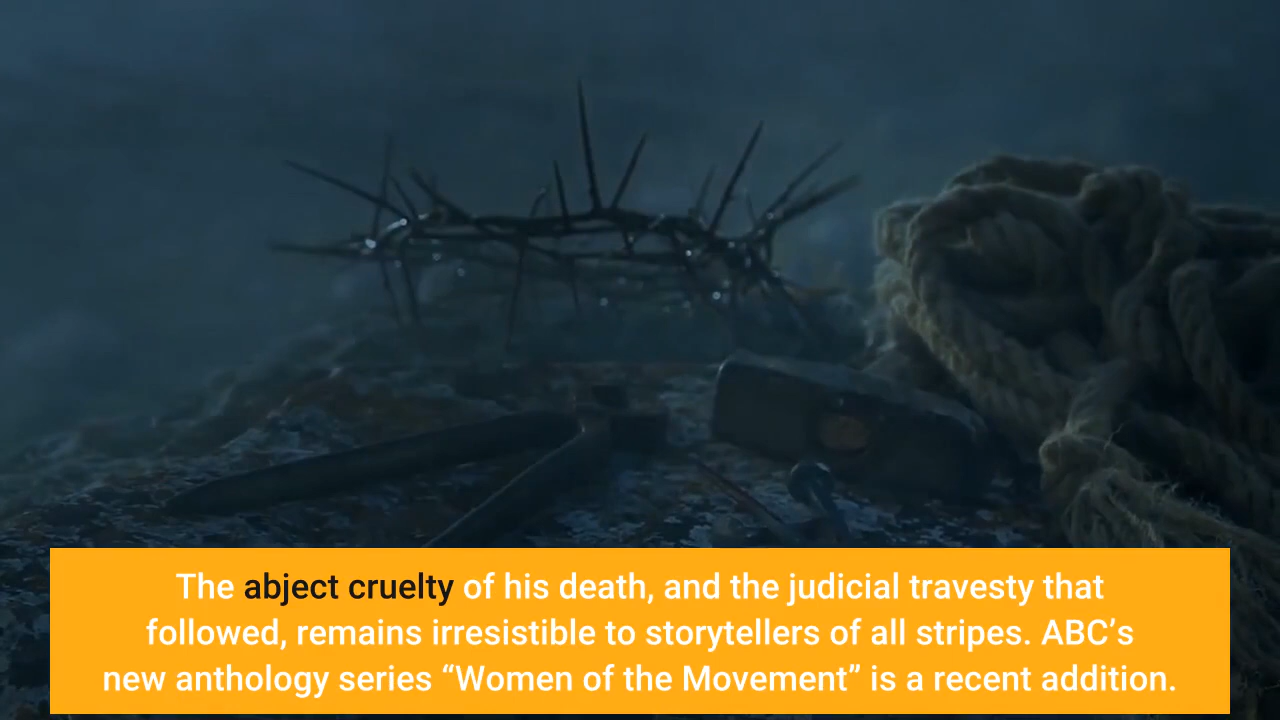 The abject cruelty of his death, and the judicial travesty that
followed, remains irresistible to storytellers of all stripes. ABC’s
new anthology series “Women of the Movement” is a recent addition.